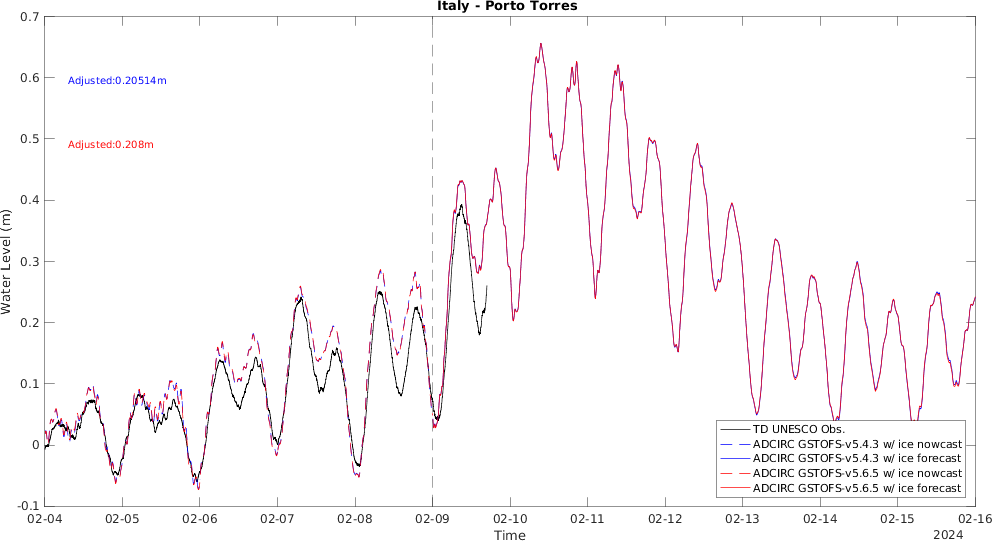 Italy - Porto Torres
0.7
0.6
0.5
0.4
0.3
0.2
0.1
0
-0.1
Water Level (m)
Adjusted:0.20514m
Adjusted:0.208m
TD UNESCO Obs.
ADCIRC GSTOFS-v5.4.3 w/ ice nowcast
ADCIRC GSTOFS-v5.4.3 w/ ice forecast
ADCIRC GSTOFS-v5.6.5 w/ ice nowcast
ADCIRC GSTOFS-v5.6.5 w/ ice forecast
02-04 02-05 02-06 02-07 02-08 02-09 02-10 02-11 02-12 02-13 02-14 02-15 02-16
Time
2024